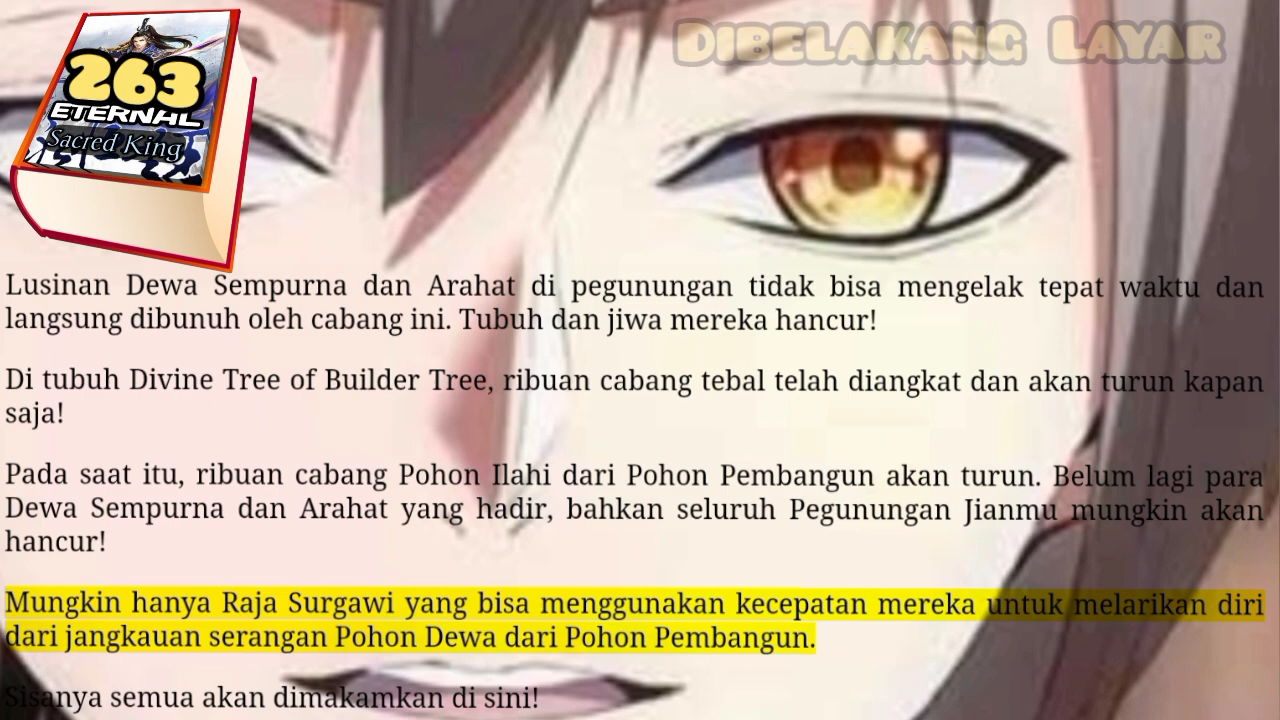 DIBELAKANG LAYAR
263
ETERNAL
Sacred King
Lusinan Dewa Sempurna dan Arahat di pegunungan tidak bisa mengelak tepat waktu dan
langsung dibunuh oleh cabang ini. Tubuh dan jiwa mereka hancur!
Di tubuh Divine Tree of Builder Tree, ribuan cabang tebal telah diangkat dan akan turun kapan
saja!
Pada saat itu, ribuan cabang Pohon Ilahi dari Pohon Pembangun akan turun. Belum lagi para
Dewa Sempurna dan Arahat yang hadir, bahkan seluruh Pegunungan Jianmu mungkin akan
hancur!
Mungkin hanya Raja Surgawi yang bisa menggunakan kecepatan mereka untuk melarikan diri
dari jangkauan serangan Pohon Dewa dari Pohon Pembangun.
Sisanya semua akan dimakamkan di sini!